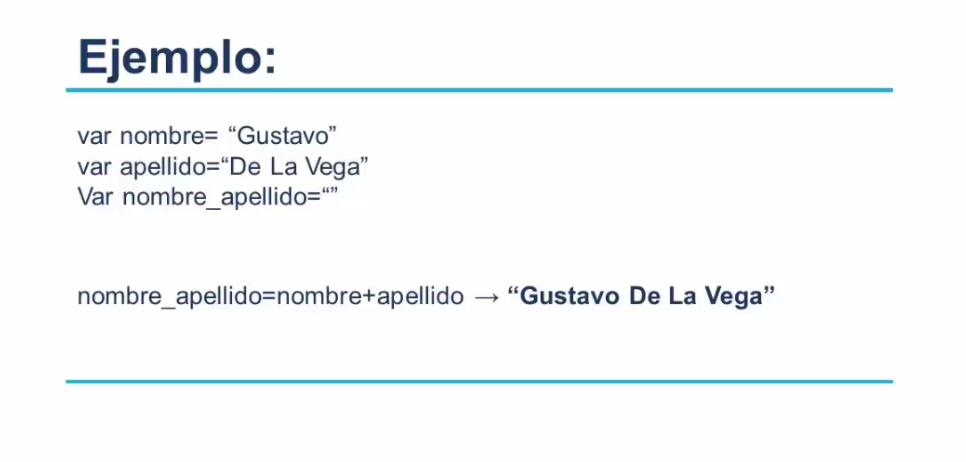 Ejemplo:
var nombre= “Gustavo”
var apellido=“De La Vega”
Var nombre_apellido=“”
nombre_apellido=nombre+apellido → “Gustavo De La Vega”